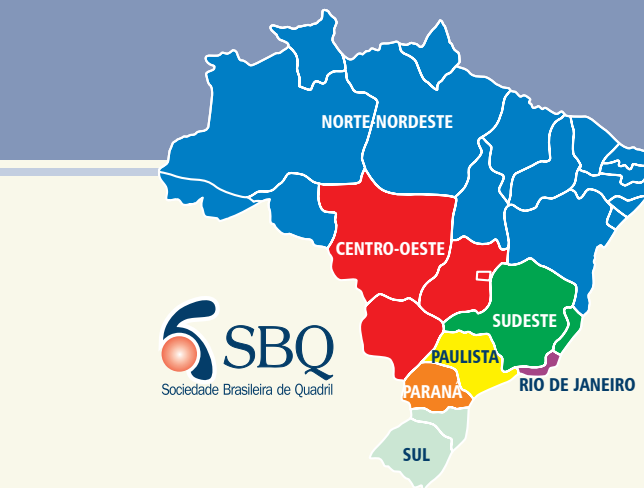 NORTE-NORDESTE
CENTRO-OESTE
SUDESTE
SBQ
Sociedade Brasileira de Quadril
PAULISTA
RIO DE JANEIRO
PARANÁ
SUL